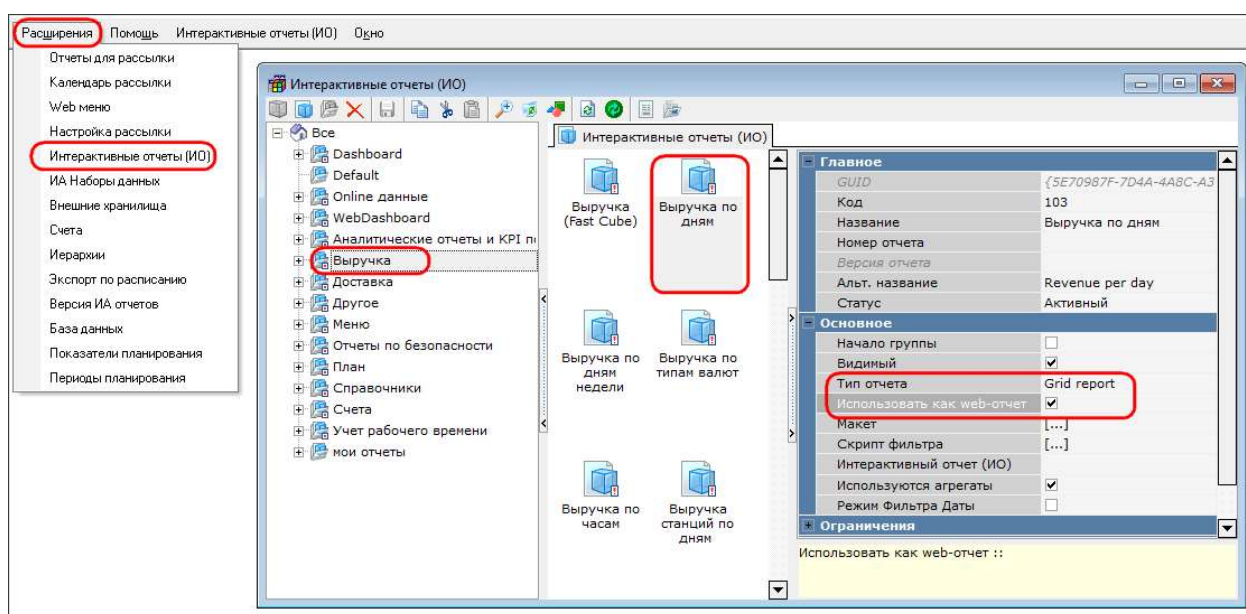 Расширения Помощь Интерактивные отчеты (ИО) Окно
Отчеты для рассылки
Календарь рассылки
Web меню
Настройка рассылки
Интерактивные отчеты (ИО)
ИА Наборы данных
Внешние хранилища
Счета
Иерархии
Экспорт по расписанию
Версия ИА отчетов
База данных
Показатели планирования
Периоды планирования
Интерактивные отчеты (ИО)
Все
Dashboard
Default
Online данные
WebDashboard
Аналитические отчеты и KPI п
Выручка
Доставка
Другое
Меню
Отчеты по безопасности
План
Справочники
Счета
Учет рабочего времени
мои отчеты
Интерактивные отчеты (ИО)
Выручка
(Fast Cube)
Выручка по
дням
Выручка по
дням
недели
Выручка по
типам валют
Выручка по
часам
Выручка
станций по
дням
Главное
GUID {5E70987F-7D4A-4A8C-A3
Код 103
Название Выручка по дням
Номер отчета
Версия отчета
Альт. название Revenue per day
Статус Активный
Основное
Начало группы
Видимый
Тип отчета Grid report
Использовать как web-отчет
Макет [...]
Скрипт фильтра [...]
Интерактивный отчет (ИО)
Используются агрегаты
Режим Фильтра Даты
Ограничения
Использовать как web-отчет ::